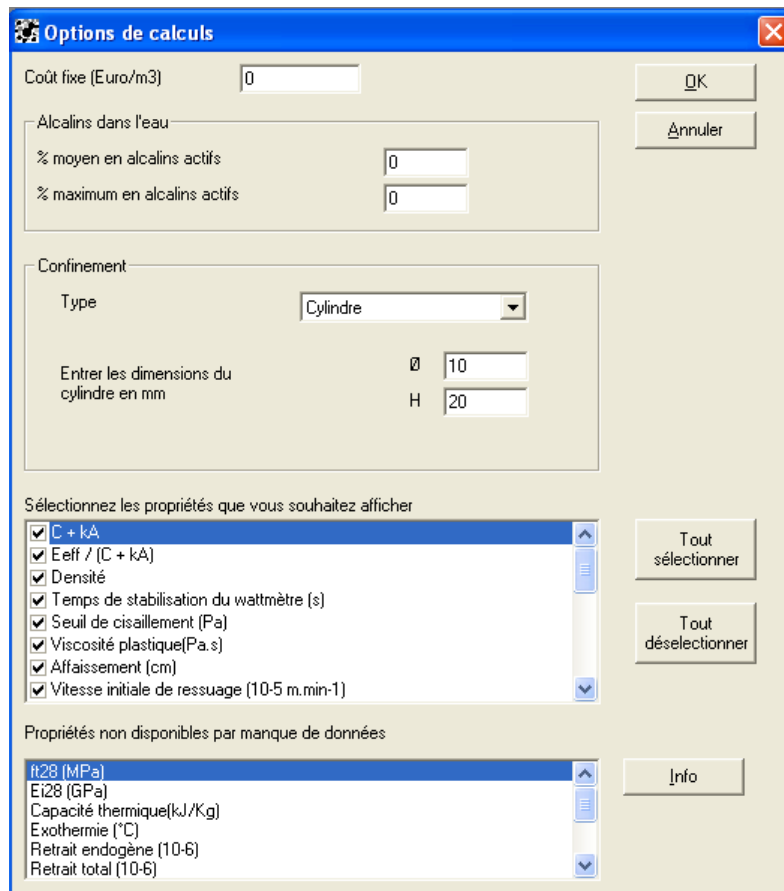 Options de calculs
Coût fixe (Euro/m3) 0
OK
Alcalins dans l'eau
Annuler
% moyen en alcalins actifs 0
% maximum en alcalins actifs 0
Confinement
Type Cylindre
Entrer les dimensions du
cylindre en mm
Ø 10
H 20
Sélectionnez les propriétés que vous souhaitez afficher
C + kA
Eeff / (C + kA)
Densité
Temps de stabilisation du wattmètre (s)
Seuil de cisaillement (Pa)
Viscosité plastique(Pa.s)
Affaissement (cm)
Vitesse initiale de ressuage (10-5 m.min-1)
Tout
sélectionner
Tout
déselectionner
Propriétés non disponibles par manque de données
ft28 (MPa)
Ei28 (GPa)
Capacité thermique(kJ/Kg)
Exothermie (°C)
Retrait endogène (10-6)
Retrait total (10-6)
Info